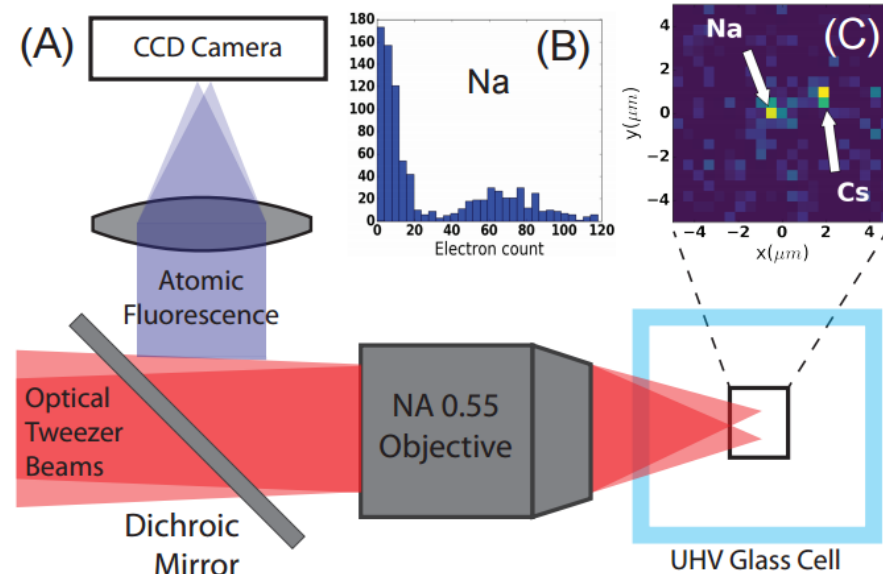 (A)
CCD Camera
Atomic
Fluorescence
Optical
Tweezer
Beams
Dichroic
Mirror
NA 0.55
Objective
UHV Glass Cell
(B)
Na
180
160
140
120
100
80
60
40
20
0
0 20 40 60 80 100 120
Electron count
(C)
Na
Cs
4
2
0
−2
−4
y(μm)
−4 −2 0 2 4
x(μm)